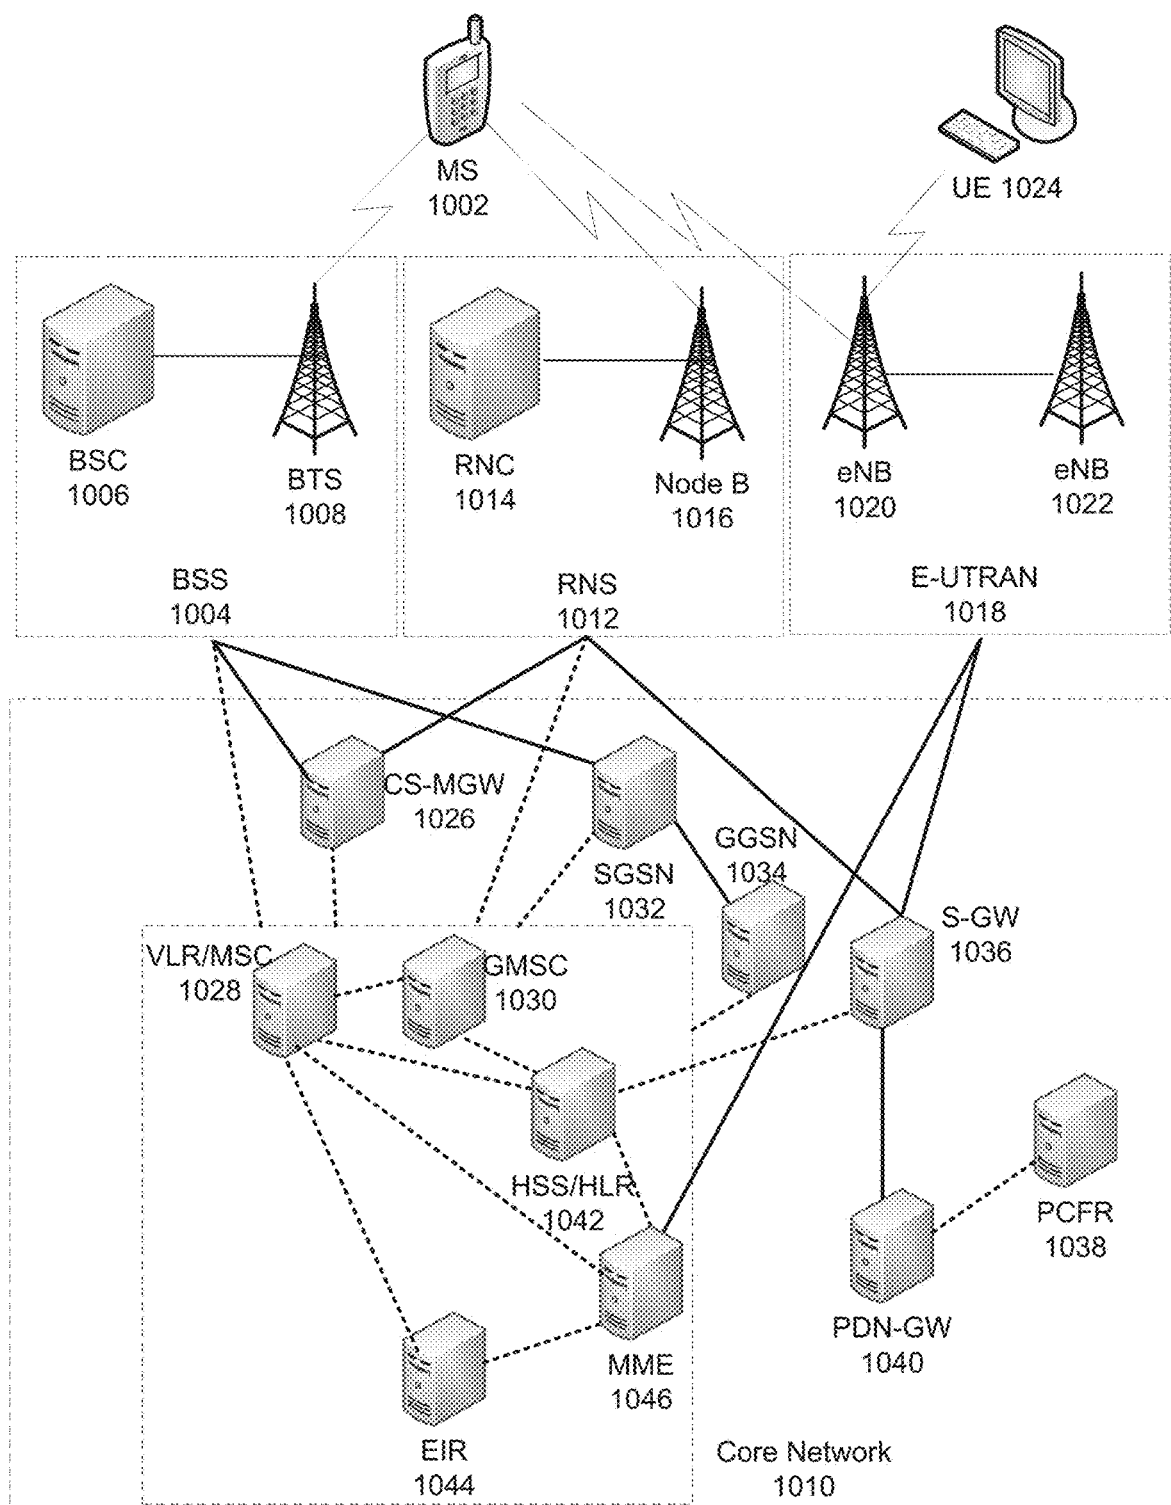 MS
1002
UE 1024
BSC
1006
BTS
1008
RNC
1014
Node B
1016
eNB
1020
eNB
1022
BSS
1004
RNS
1012
E-UTRAN
1018
CS-MGW
1026
SGSN
1032
GGSN
1034
S-GW
1036
VLR/MSC
1028
GMSC
1030
HSS/HLR
1042
PCFR
1038
PDN-GW
1040
MME
1046
EIR
1044
Core Network
1010